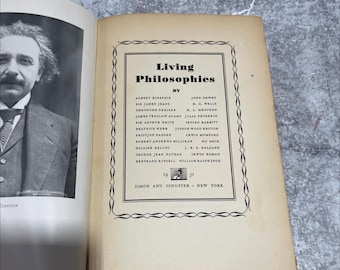 Living
Philosophies
BY
ALBERT EINSTEIN JOHN DEWEY
SIR JAMES JEANS H. G. WELLS
THEODORE DREISER H. L. MENCKEN
JAMES TRUSLOW ADAMS JULIA PETERKIN
SIR ARTHUR KEITH IRVING BABBITT
BEATRICE WEBB JOSEPH WOOD KRUTCH
FRIDTJOF NANSEN LEWIS MUMFORD
ROBERT ANDREWS MILLIKAN HU SHIH
HILAIRE BELLOC J. B. S. HALDANE
GEORGE JEAN NATHAN IRWIN EDMAN
BERTRAND RUSSELL WILLIAM RALPH INGE
19 31
SIMON AND SCHUSTER · NEW YORK